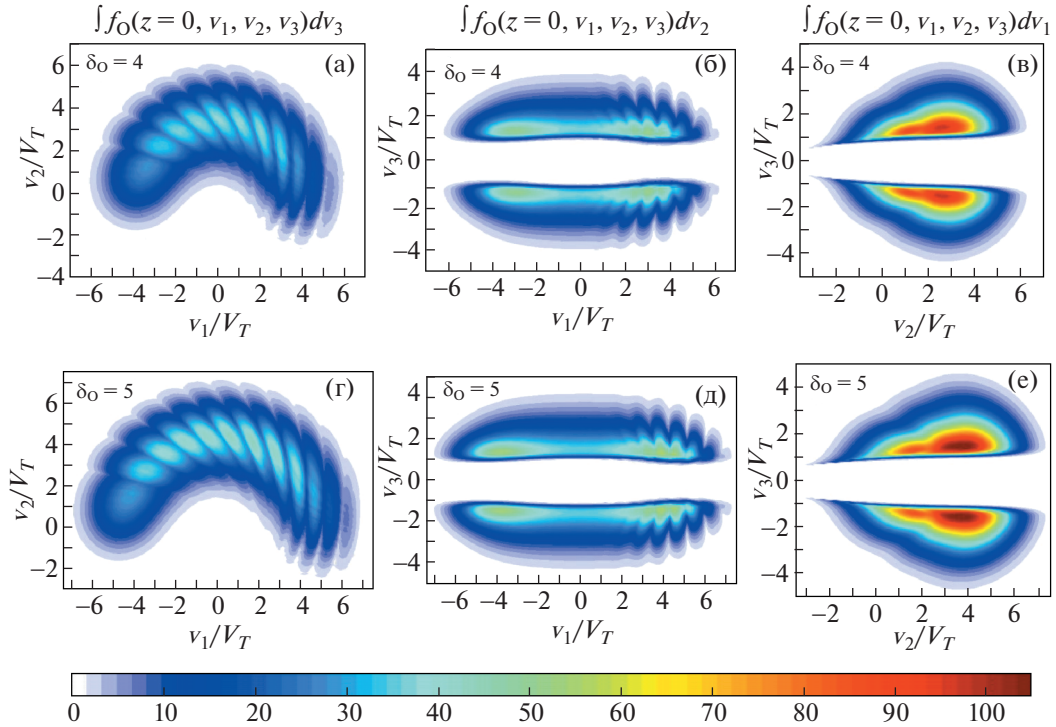 ∫f_O(z = 0, v_1, v_2, v_3)dv_3 ∫f_O(z = 0, v_1, v_2, v_3)dv_2 ∫f_O(z = 0, v_1, v_2, v_3)dv_1
δ_O = 4 (а)
v_2/V_T
6
4
2
0
−2
−4
−6 −4 −2 0 2 4 6
v_1/V_T
δ_O = 4 (б)
v_3/V_T
4
2
0
−2
−4
−6 −4 −2 0 2 4 6
v_1/V_T
δ_O = 4 (в)
v_3/V_T
4
2
0
−2
−4
−2 0 2 4 6
v_2/V_T
δ_O = 5 (г)
v_2/V_T
6
4
2
0
−2
−6 −4 −2 0 2 4 6
v_1/V_T
δ_O = 5 (д)
v_3/V_T
4
2
0
−2
−4
−6 −4 −2 0 2 4 6
v_1/V_T
δ_O = 5 (е)
v_3/V_T
4
2
0
−2
−4
−2 0 2 4 6
v_2/V_T
0 10 20 30 40 50 60 70 80 90 100